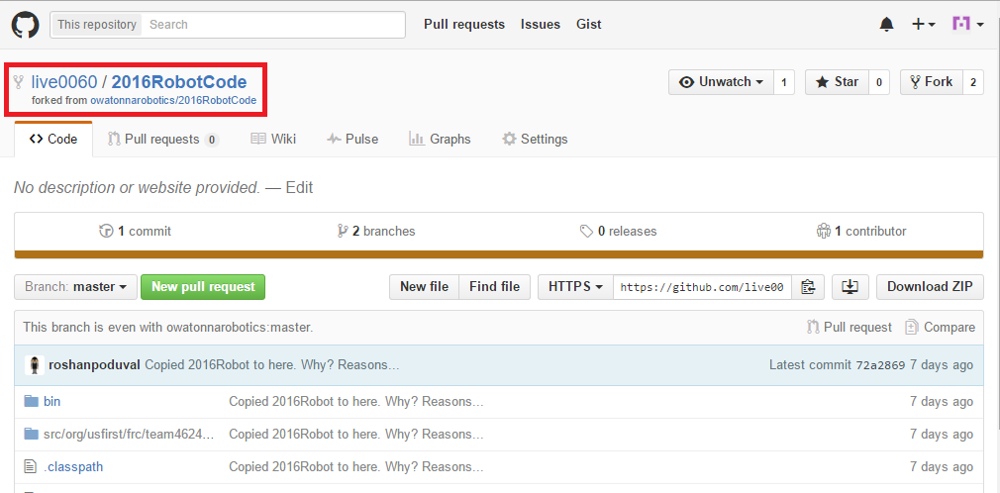 This repository Search Pull requests Issues Gist
live0060 / 2016RobotCode Unwatch 1 Star 0 Fork 2
forked from owatonnarobotics/2016RobotCode
Code Pull requests 0 Wiki Pulse Graphs Settings
No description or website provided. — Edit
1 commit 2 branches 0 releases 1 contributor
Branch: master New pull request New file Find file HTTPS https://github.com/live00 Download ZIP
This branch is even with owatonnarobotics:master. Pull request Compare
roshanpoduval Copied 2016Robot to here. Why? Reasons... Latest commit 72a2869 7 days ago
bin Copied 2016Robot to here. Why? Reasons... 7 days ago
src/org/usfirst/frc/team4624... Copied 2016Robot to here. Why? Reasons... 7 days ago
.classpath Copied 2016Robot to here. Why? Reasons... 7 days ago